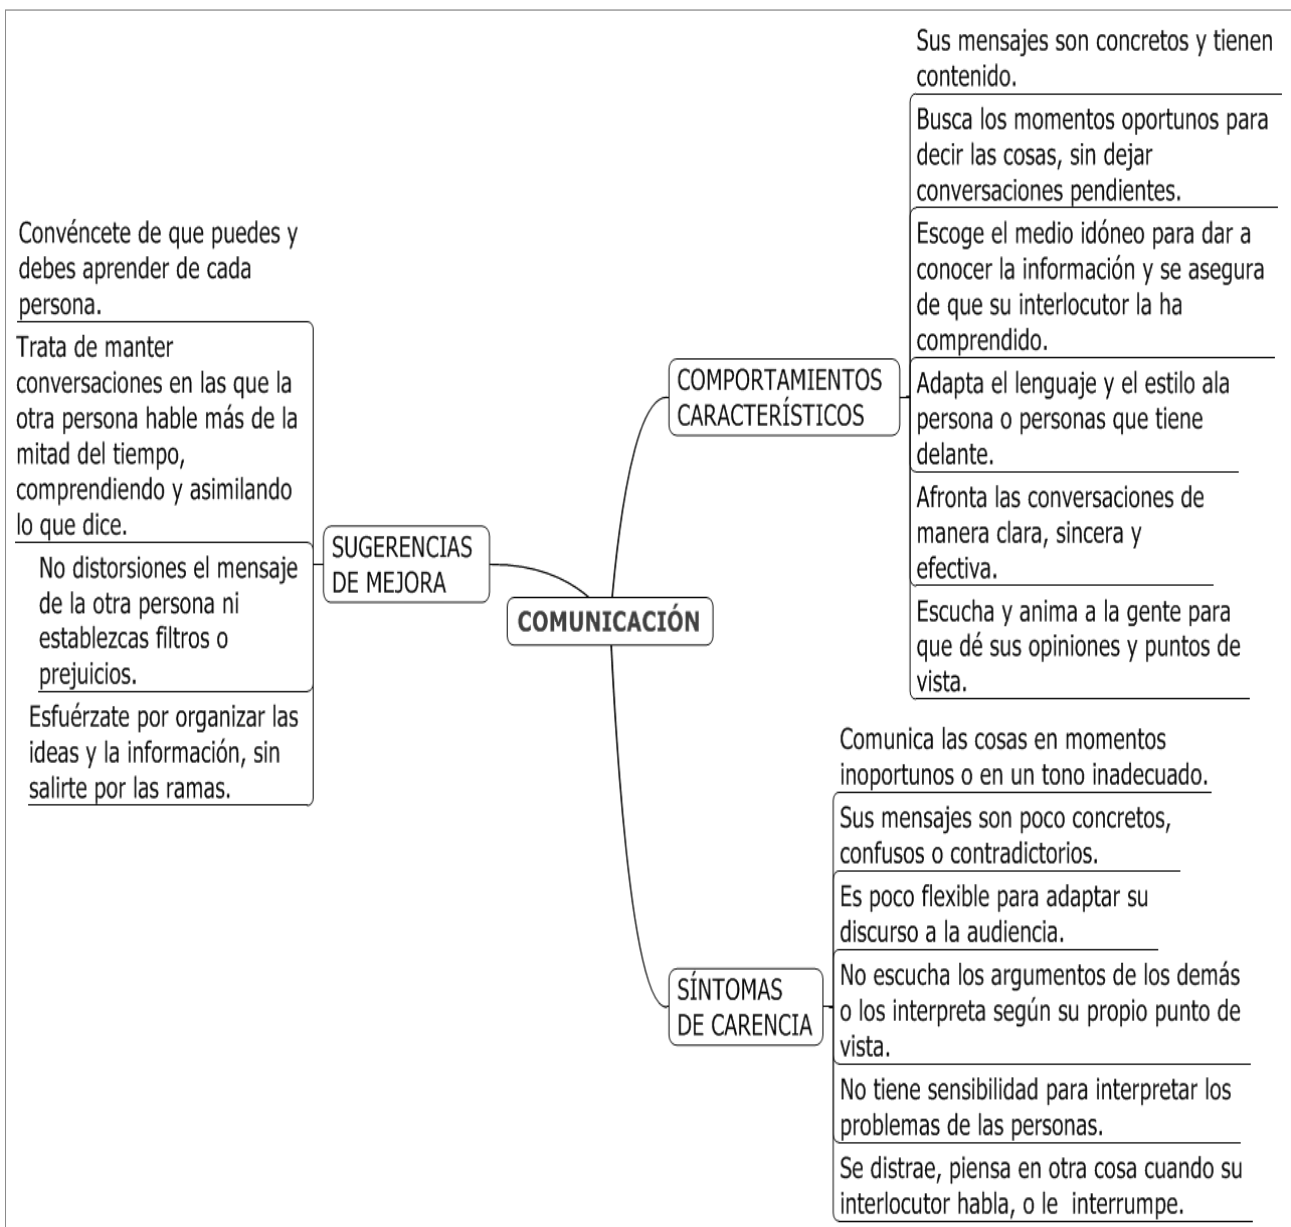 Convéncete de que puedes y
debes aprender de cada
persona.
Trata de manter
conversaciones en las que la
otra persona hable más de la
mitad del tiempo,
comprendiendo y asimilando
lo que dice.
No distorsiones el mensaje
de la otra persona ni
establezcas filtros o
prejuicios.
Esfuérzate por organizar las
ideas y la información, sin
salirte por las ramas.
SUGERENCIAS
DE MEJORA
COMUNICACIÓN
COMPORTAMIENTOS
CARACTERÍSTICOS
Sus mensajes son concretos y tienen
contenido.
Busca los momentos oportunos para
decir las cosas, sin dejar
conversaciones pendientes.
Escoge el medio idóneo para dar a
conocer la información y se asegura
de que su interlocutor la ha
comprendido.
Adapta el lenguaje y el estilo ala
persona o personas que tiene
delante.
Afronta las conversaciones de
manera clara, sincera y
efectiva.
Escucha y anima a la gente para
que dé sus opiniones y puntos de
vista.
SÍNTOMAS
DE CARENCIA
Comunica las cosas en momentos
inoportunos o en un tono inadecuado.
Sus mensajes son poco concretos,
confusos o contradictorios.
Es poco flexible para adaptar su
discurso a la audiencia.
No escucha los argumentos de los demás
o los interpreta según su propio punto de
vista.
No tiene sensibilidad para interpretar los
problemas de las personas.
Se distrae, piensa en otra cosa cuando su
interlocutor habla, o le  interrumpe.